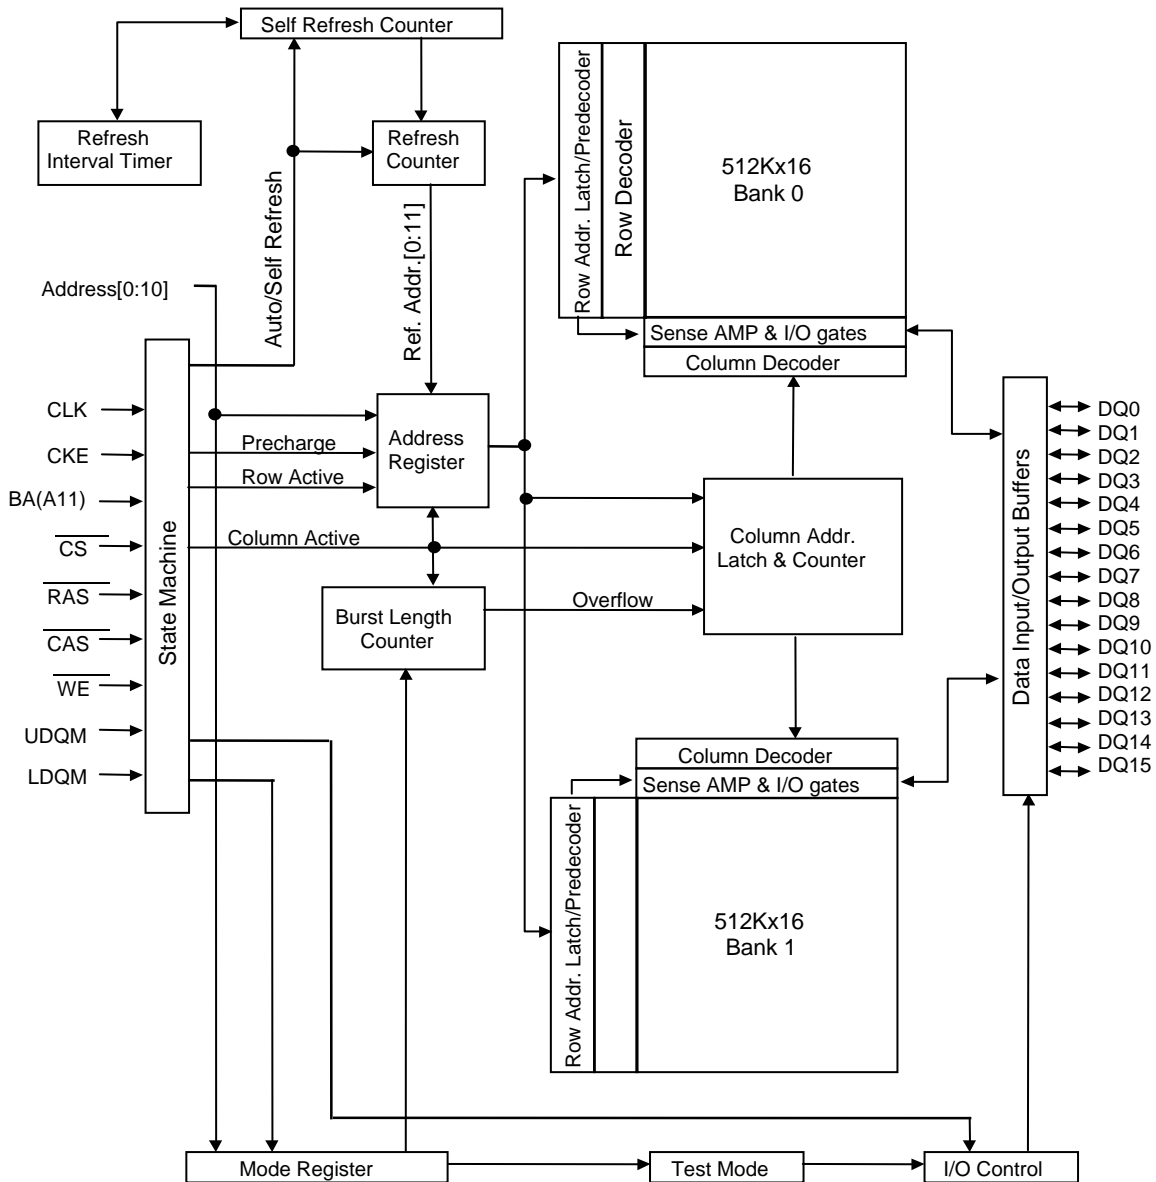 Self Refresh Counter
Refresh
Interval Timer
Refresh
Counter
Auto/Self Refresh
Ref. Addr.[0:11]
Row Addr. Latch/Predecoder
Row Decoder
512Kx16
Bank 0
Sense AMP & I/O gates
Column Decoder
Address[0:10]
State Machine
CLK
CKE
BA(A11)
CS
RAS
CAS
WE
UDQM
LDQM
Precharge
Row Active
Column Active
Address
Register
Burst Length
Counter
Overflow
Column Addr.
Latch & Counter
Data Input/Output Buffers
DQ0
DQ1
DQ2
DQ3
DQ4
DQ5
DQ6
DQ7
DQ8
DQ9
DQ10
DQ11
DQ12
DQ13
DQ14
DQ15
Column Decoder
Sense AMP & I/O gates
Row Addr. Latch/Predecoder
512Kx16
Bank 1
Mode Register
Test Mode
I/O Control